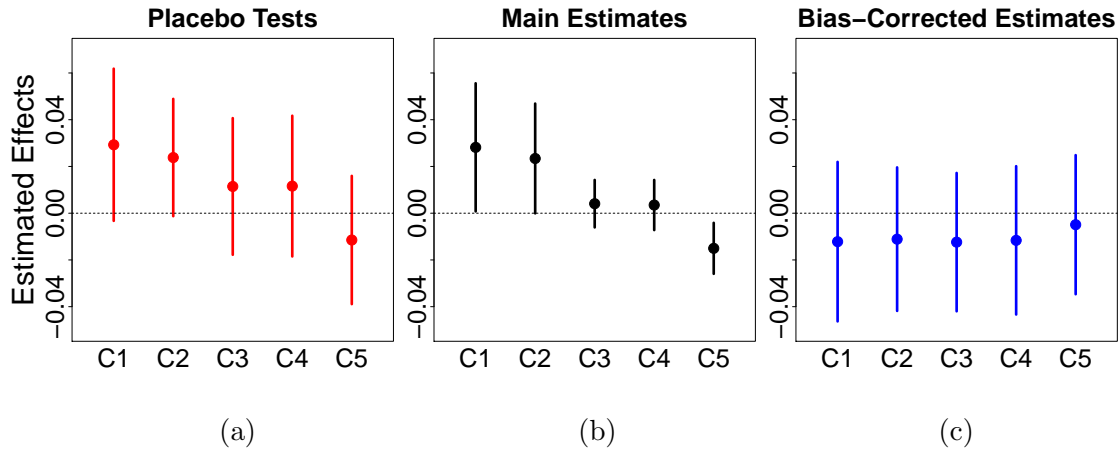 Placebo Tests
Main Estimates
Bias−Corrected Estimates
Estimated Effects
0.04
0.00
−0.04
0.04
0.00
−0.04
0.04
0.00
−0.04
C1 C2 C3 C4 C5
C1 C2 C3 C4 C5
C1 C2 C3 C4 C5
(a)
(b)
(c)